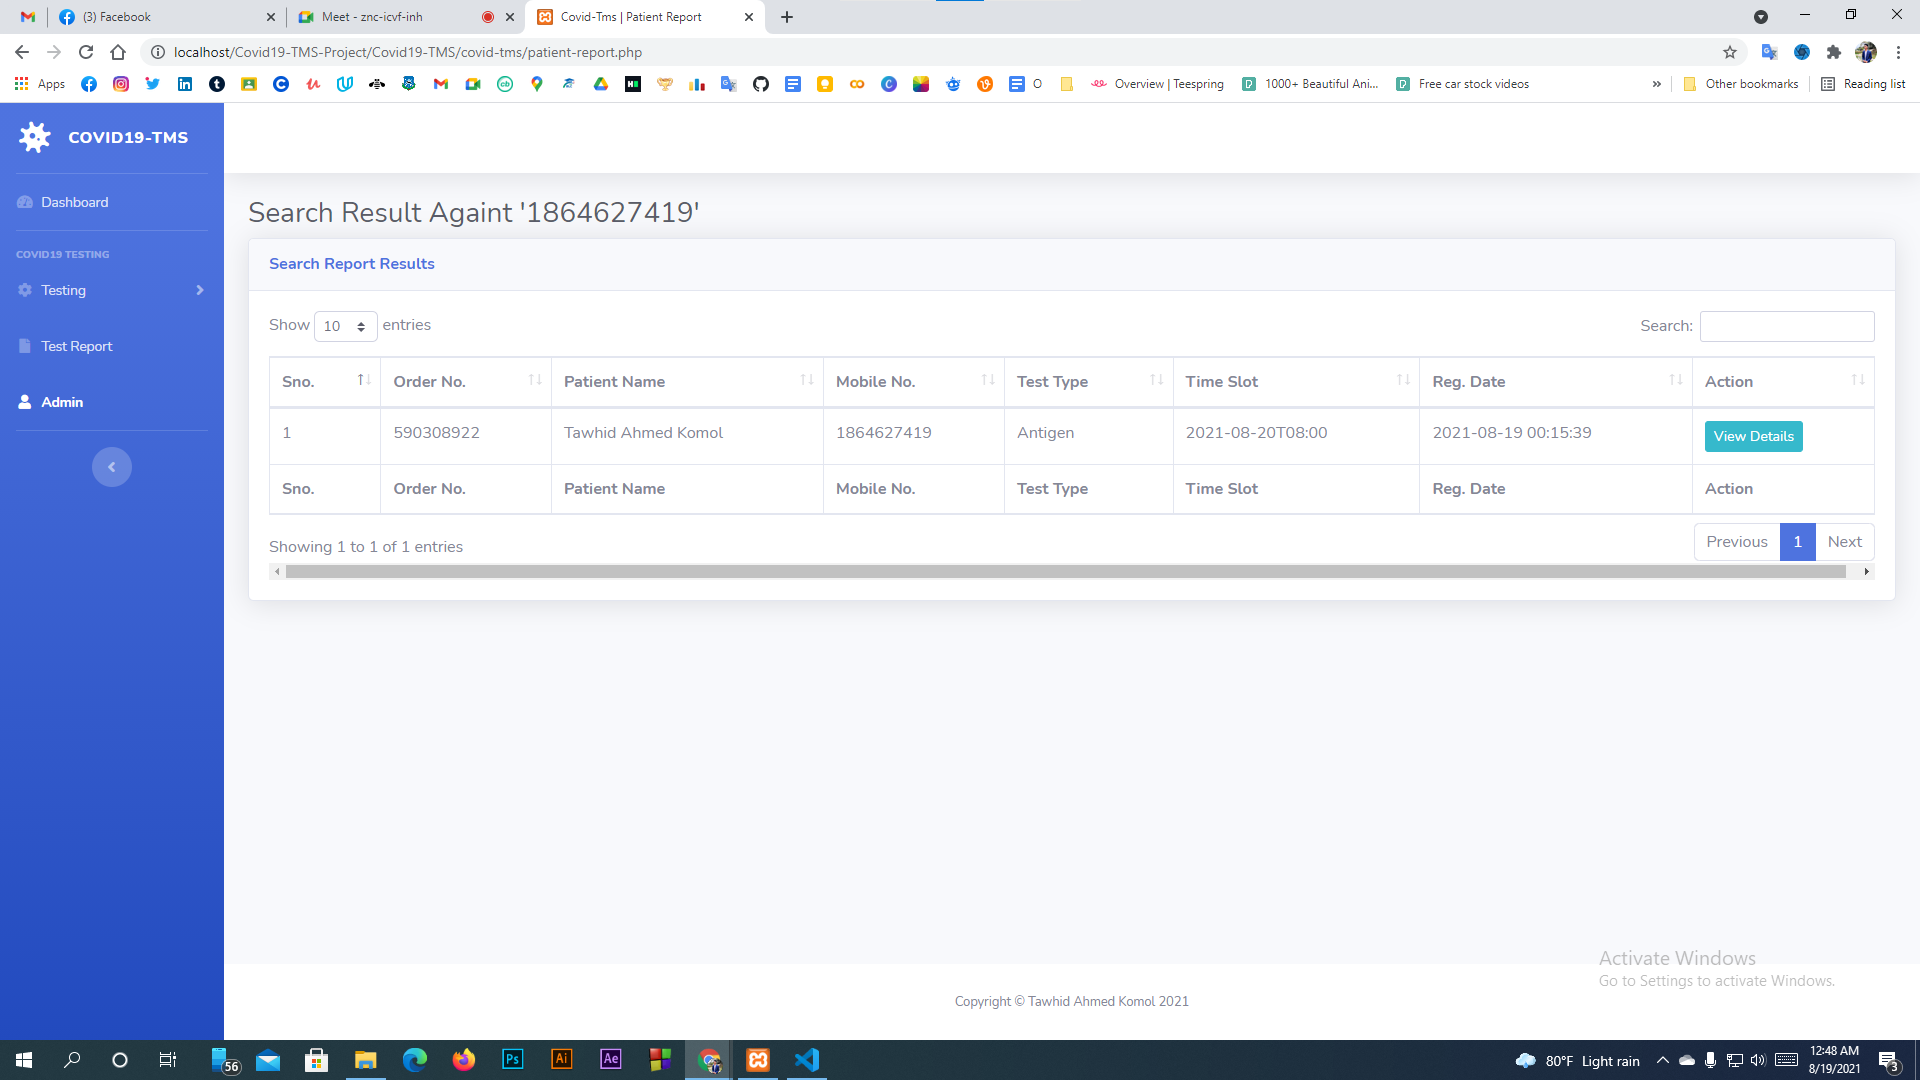 (3) Facebook
Meet - znc-icvf-inh
Covid-Tms | Patient Report
localhost/Covid19-TMS-Project/Covid19-TMS/covid-tms/patient-report.php
Apps
O
Overview | Teespring
1000+ Beautiful Ani...
Free car stock videos
»
Other bookmarks
Reading list
COVID19-TMS
Dashboard
COVID19 TESTING
Testing
Test Report
Admin
Search Result Againt '1864627419'
Search Report Results
Show 10 entries
Search:
Sno. Order No. Patient Name Mobile No. Test Type Time Slot Reg. Date Action
1 590308922 Tawhid Ahmed Komol 1864627419 Antigen 2021-08-20T08:00 2021-08-19 00:15:39 View Details
Sno. Order No. Patient Name Mobile No. Test Type Time Slot Reg. Date Action
Showing 1 to 1 of 1 entries
Previous 1 Next
Activate Windows
Go to Settings to activate Windows.
Copyright © Tawhid Ahmed Komol 2021
56
Ps
Ai
Ae
80°F Light rain
12:48 AM
8/19/2021
3